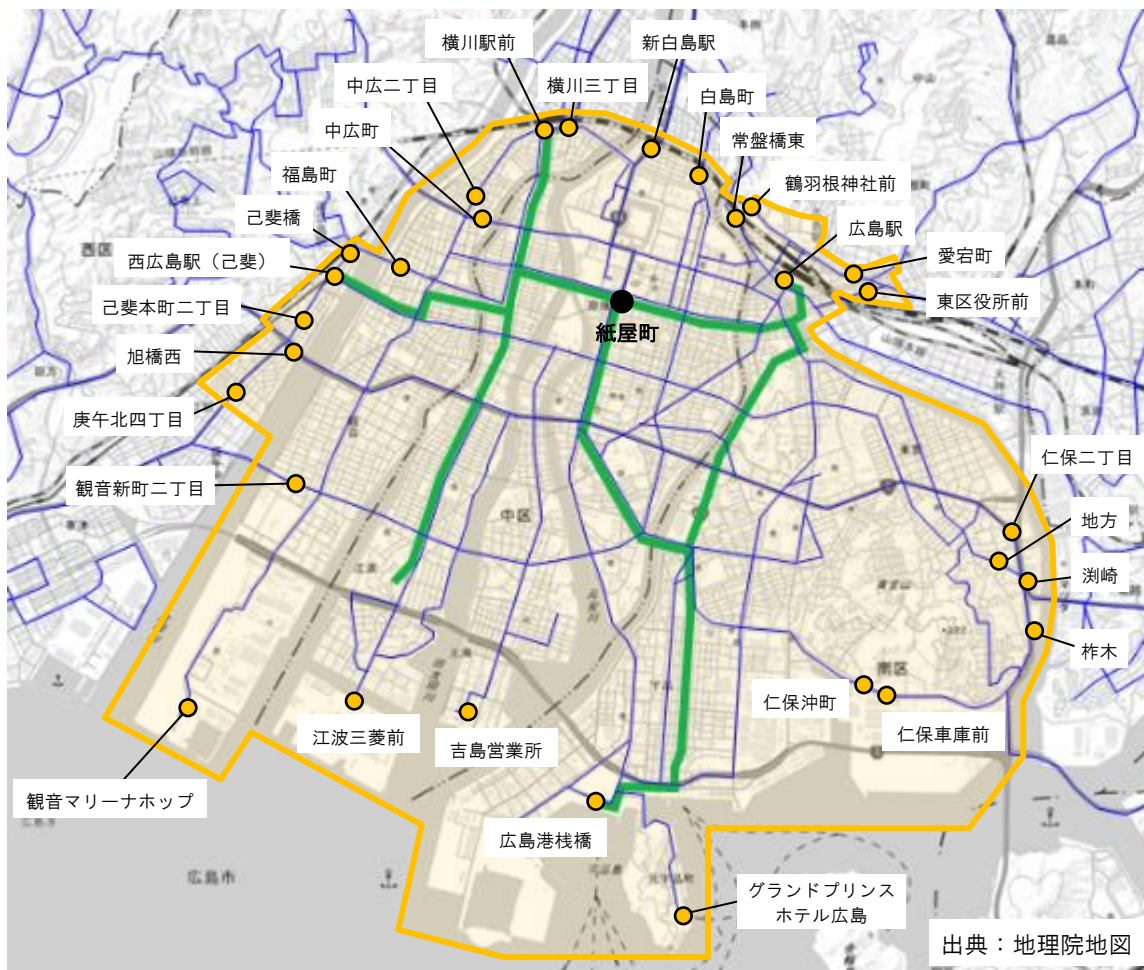 横川駅前
新白島駅
中広二丁目
横川三丁目
白島町
中広町
常盤橋東
福島町
鶴羽根神社前
己斐橋
広島駅
西広島駅（己斐）
愛宕町
東区役所前
己斐本町二丁目
紙屋町
旭橋西
庚午北四丁目
仁保二丁目
観音新町二丁目
地方
渕崎
柞木
仁保沖町
江波三菱前
吉島営業所
仁保車庫前
観音マリーナホップ
広島港桟橋
グランドプリンス
ホテル広島
出典：地理院地図
西区
中区
南区
広島市